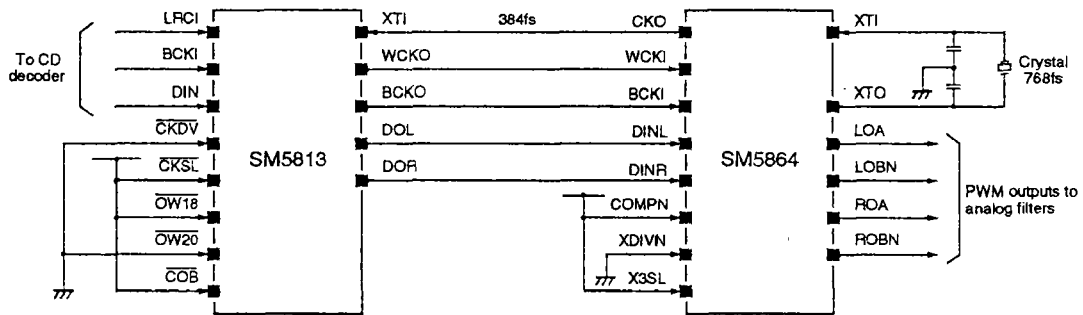 LRCI
BCKI
DIN
CKDV
CKSL
OW18
OW20
COB
To CD
decoder
SM5813
XTI
WCKO
BCKO
DOL
DOR
384fs
CKO
WCKI
BCKI
DINL
DINR
COMPN
XDIVN
X3SL
SM5864
XTI
XTO
LOA
LOBN
ROA
ROBN
Crystal
768fs
PWM outputs to
analog filters